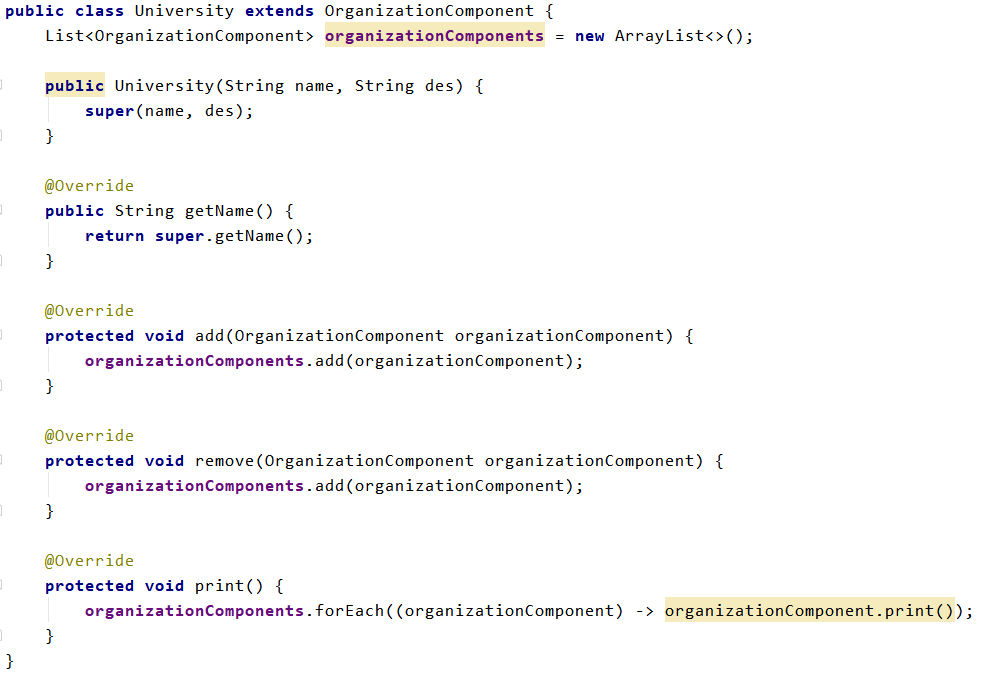 public class University extends OrganizationComponent {
    List<OrganizationComponent> organizationComponents = new ArrayList<>();

    public University(String name, String des) {
        super(name, des);
    }

    @Override
    public String getName() {
        return super.getName();
    }

    @Override
    protected void add(OrganizationComponent organizationComponent) {
        organizationComponents.add(organizationComponent);
    }

    @Override
    protected void remove(OrganizationComponent organizationComponent) {
        organizationComponents.add(organizationComponent);
    }

    @Override
    protected void print() {
        organizationComponents.forEach((organizationComponent) -> organizationComponent.print());
    }
}